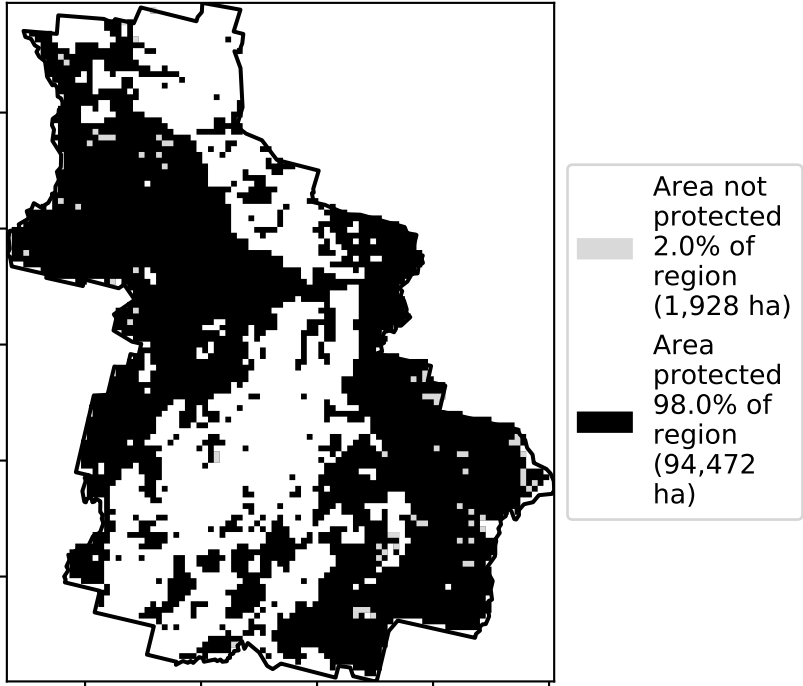 Area not
protected
2.0% of
region
(1,928 ha)
Area
protected
98.0% of
region
(94,472
ha)